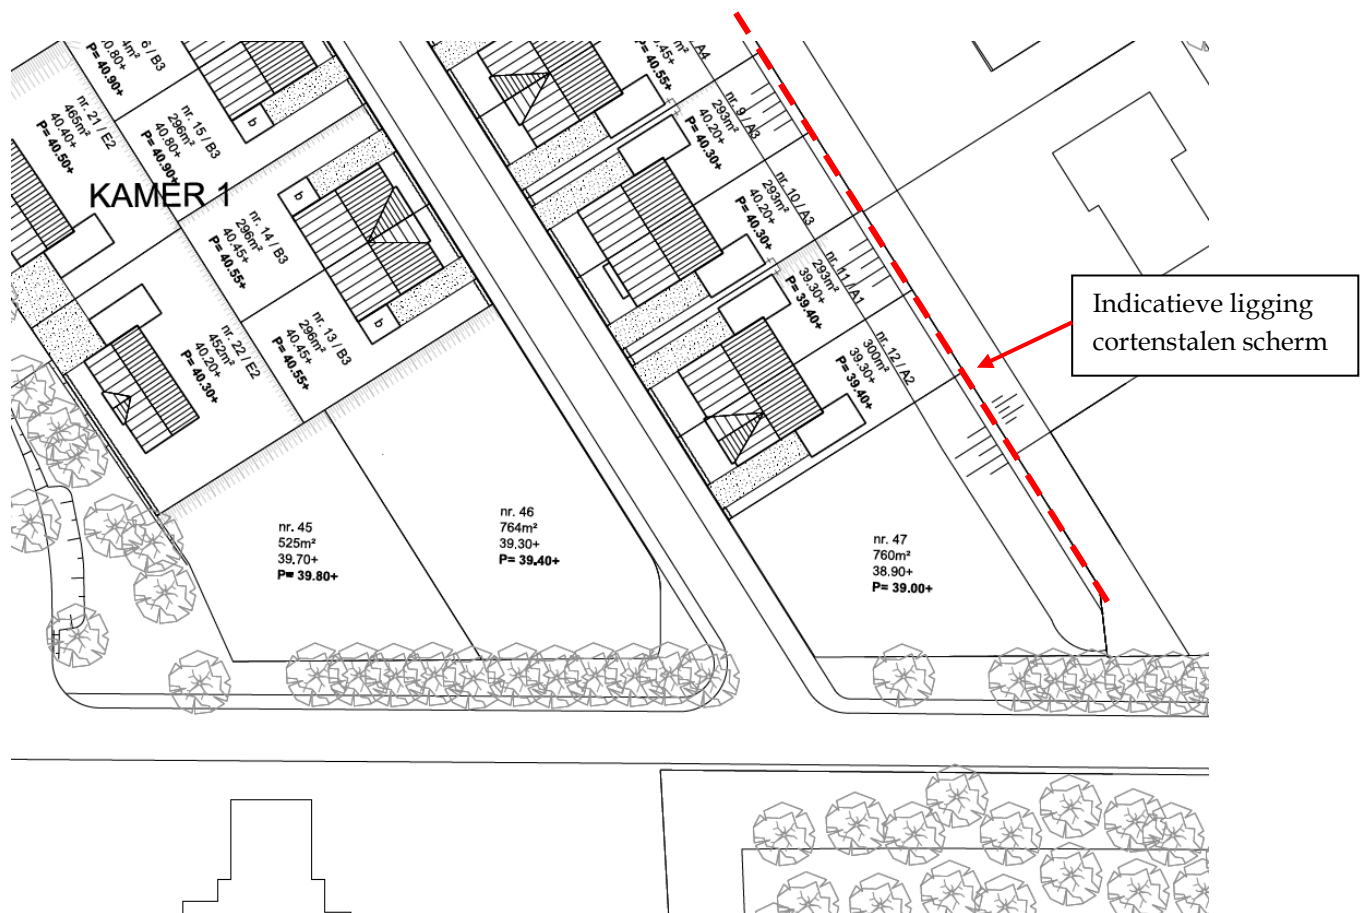 6 / B3
40.80+
P= 40.90+
nr. 21 / E2
465m²
40.40+
P= 40.50+
nr. 15 / B3
296m²
40.80+
P= 40.90+
KAMER 1
b
b
b
nr. 14 / B3
296m²
40.45+
P= 40.55+
nr. 13 / B3
296m²
40.45+
P= 40.55+
nr. 22 / E2
452m²
40.20+
P= 40.30+
/ A4
P= 40.55+
nr. 9 / A3
293m²
40.20+
P= 40.30+
nr. 10 / A3
293m²
40.20+
P= 40.30+
nr. 11 / A1
293m²
39.30+
P= 39.40+
nr. 12 / A2
300m²
39.30+
P= 39.40+
Indicatieve ligging
cortenstalen scherm
nr. 45
525m²
39.70+
P= 39.80+
nr. 46
764m²
39.30+
P= 39.40+
nr. 47
760m²
38.90+
P= 39.00+